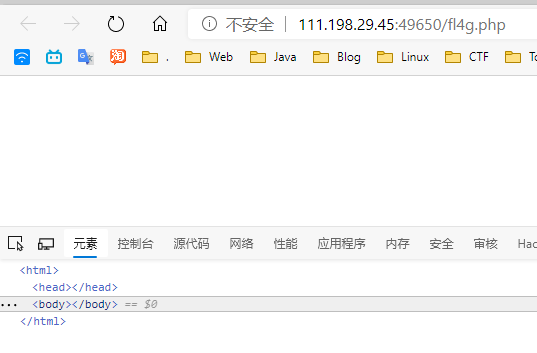 不安全 | 111.198.29.45:49650/fl4g.php
淘 . Web Java Blog Linux CTF To
元素 控制台 源代码 网络 性能 应用程序 内存 安全 审核 Hac
<html>
<head></head>
••• <body></body> == $0
</html>